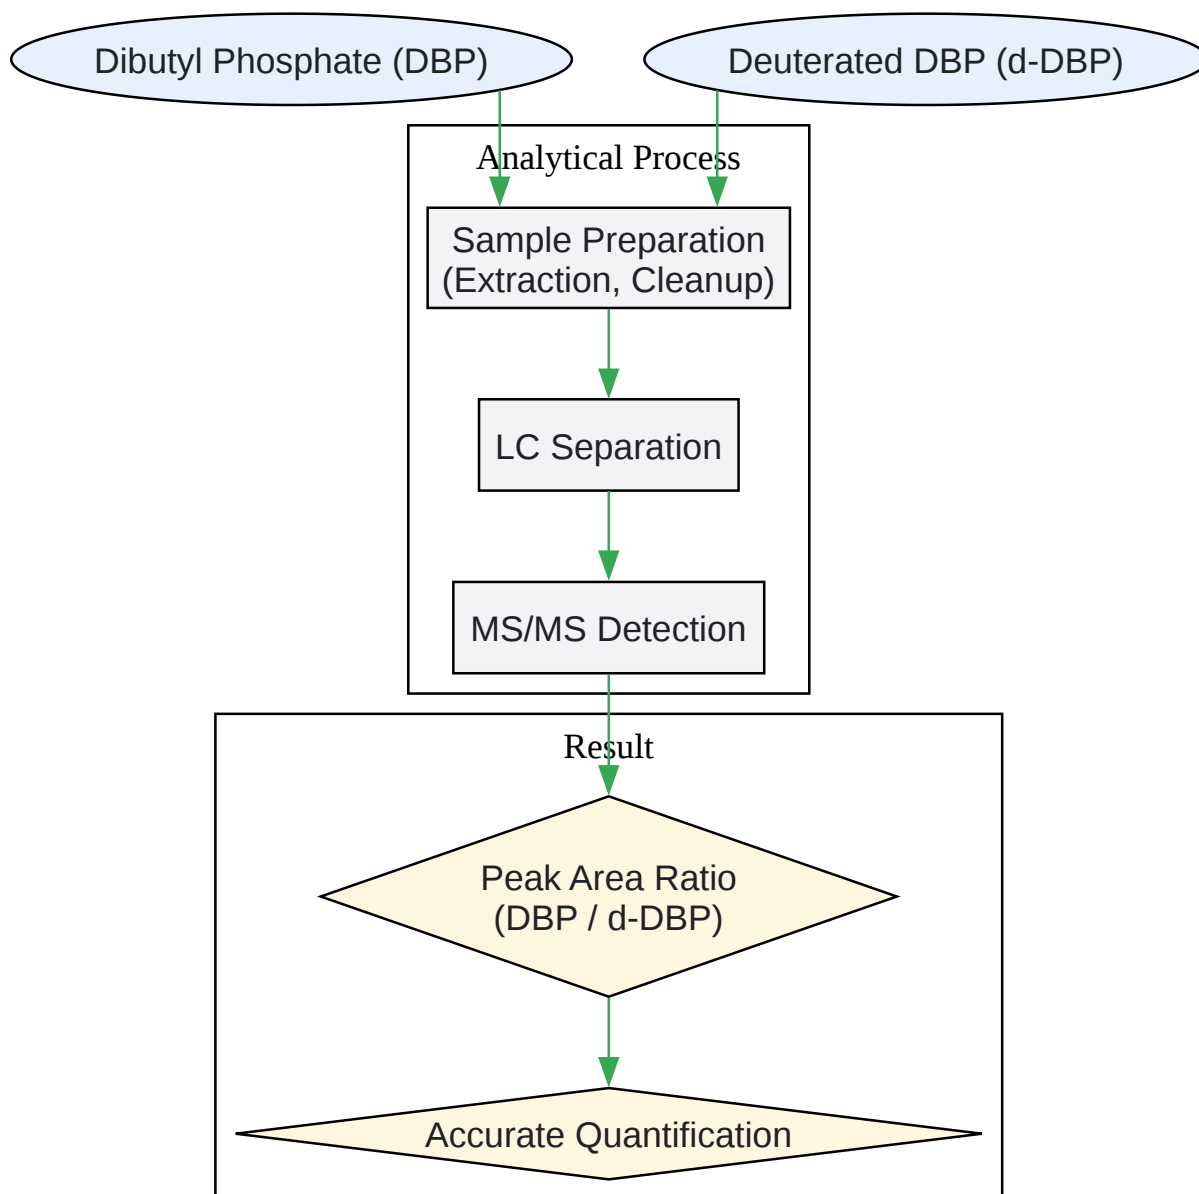 Dibutyl Phosphate (DBP)
Deuterated DBP (d-DBP)
Analytical Process
Sample Preparation
(Extraction, Cleanup)
LC Separation
MS/MS Detection
Result
Peak Area Ratio
(DBP / d-DBP)
Accurate Quantification